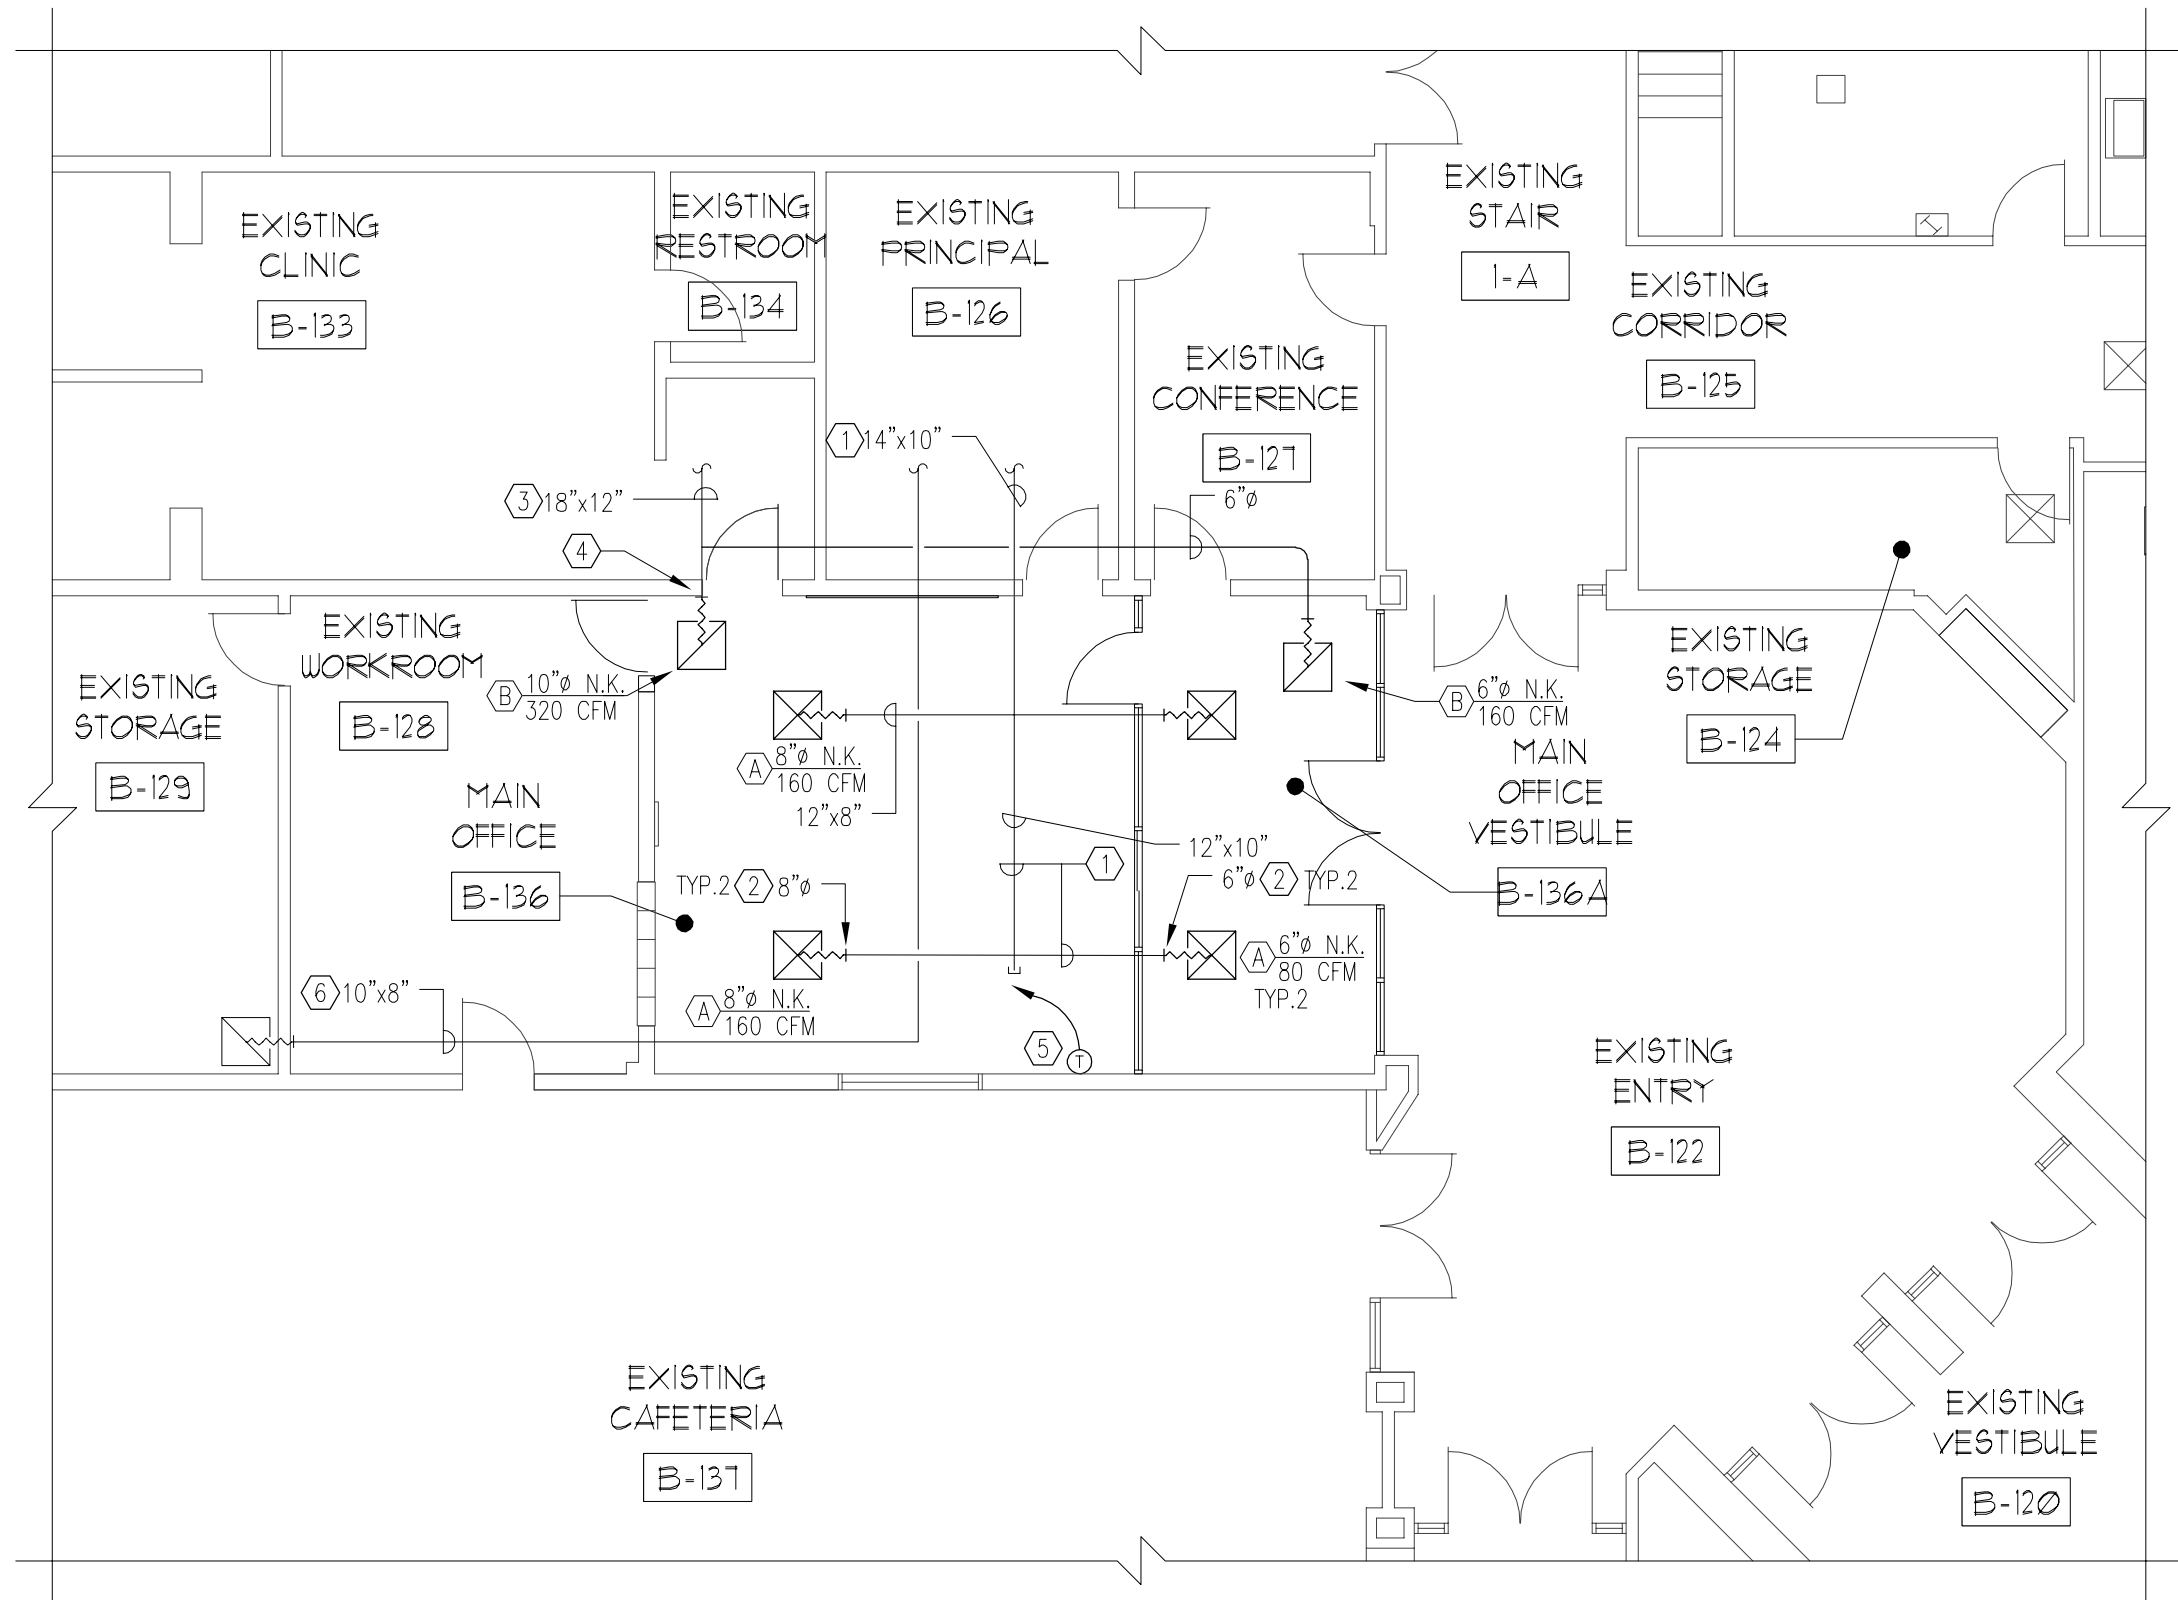 EXISTING
CLINIC
B-133
EXISTING
RESTROOM
B-134
EXISTING
PRINCIPAL
B-126
EXISTING
STAIR
1-A
EXISTING
CORRIDOR
B-125
EXISTING
CONFERENCE
B-127
1 14"x10"
3 18"x12"
6"ø
4
EXISTING
WORKROOM
B-128
EXISTING
STORAGE
B-129
B 10"ø N.K.
320 CFM
B 6"ø N.K.
160 CFM
EXISTING
STORAGE
B-124
A 8"ø N.K.
160 CFM
12"x8"
MAIN
OFFICE
B-136
MAIN
OFFICE
VESTIBULE
B-136A
12"x10"
1
TYP.2 2 8"ø
6"ø 2 TYP.2
A 6"ø N.K.
80 CFM
TYP.2
6 10"x8"
A 8"ø N.K.
160 CFM
5
T
EXISTING
ENTRY
B-122
EXISTING
CAFETERIA
B-137
EXISTING
VESTIBULE
B-120